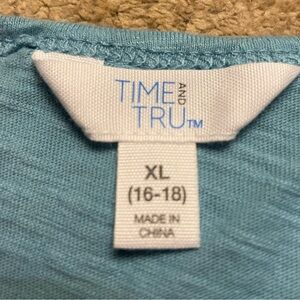 TIME AND
TRU™
XL
(16-18)
MADE IN
CHINA